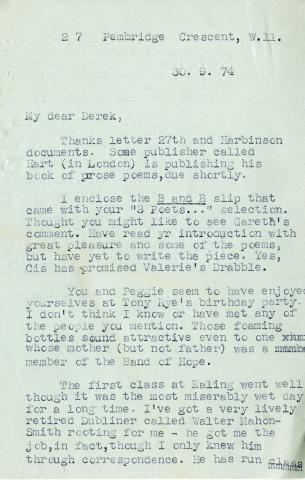 2 7 Pembridge Crescent, W.11.
30. 9. 74
My dear Derek,
Thanks letter 27th and Harbinson
documents. Some publisher called
Hart (in London) is publishing his
book of prose poems,due shortly.
I enclose the B and B slip that
came with your "3 Poets..." selection.
Thought you might like to see Gareth's
comment. Have read yr introduction with
great pleasure and some of the poems,
but have yet to write the piece. Yes,
Cis has promised Valerie's Drabble.
You and Peggie seem to have enjoyed
yourselves at Tony Rye's birthday party.
I don't think I know or have met any of
the people you mention. Those foaming
bottles sound attractive even to one
whose mother (but not father) was a
member of the Band of Hope.
The first class at Ealing went well
though it was the most miserably wet day
for a long time. I've got a very lively
retired Dubliner called Walter Mahon-
Smith rooting for me - he got me the
job,in fact,though I only knew him
through correspondence. He has run class